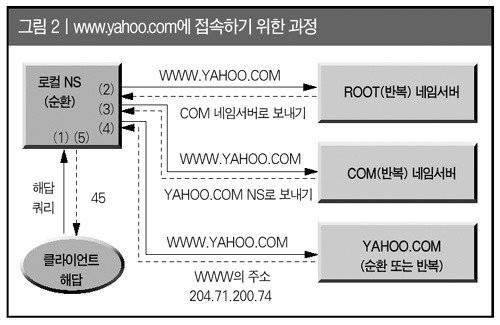 그림 2 | www.yahoo.com에 접속하기 위한 과정
로컬 NS
(순환)
(2)
(3)
(4)
(1) (5)
WWW.YAHOO.COM
COM 네임서버로 보내기
ROOT(반복) 네임서버
WWW.YAHOO.COM
YAHOO.COM NS로 보내기
COM(반복) 네임서버
해답
쿼리
45
WWW.YAHOO.COM
WWW의 주소
204.71.200.74
YAHOO.COM
(순환 또는 반복)
클라이언트
해답